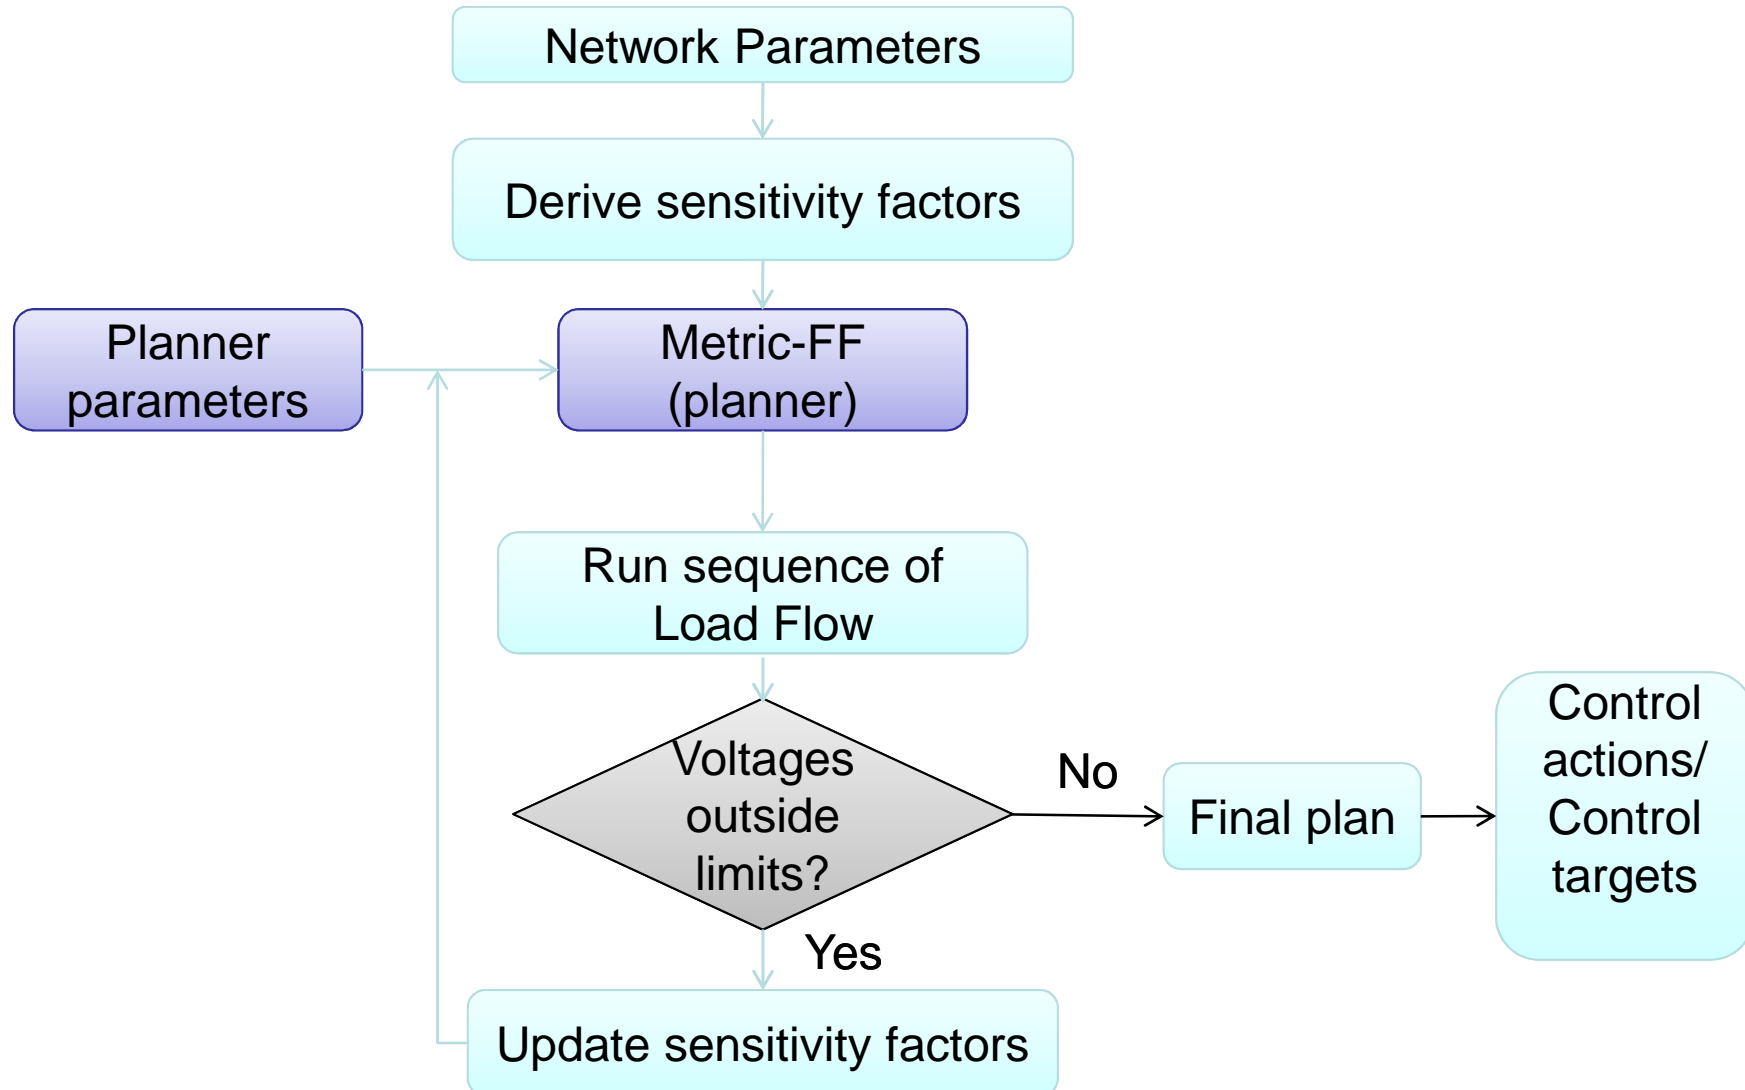 Network Parameters
Derive sensitivity factors
Planner
parameters
Metric-FF
(planner)
Run sequence of
Load Flow
Voltages
outside
limits?
No
Final plan
Control
actions/
Control
targets
Yes
Update sensitivity factors